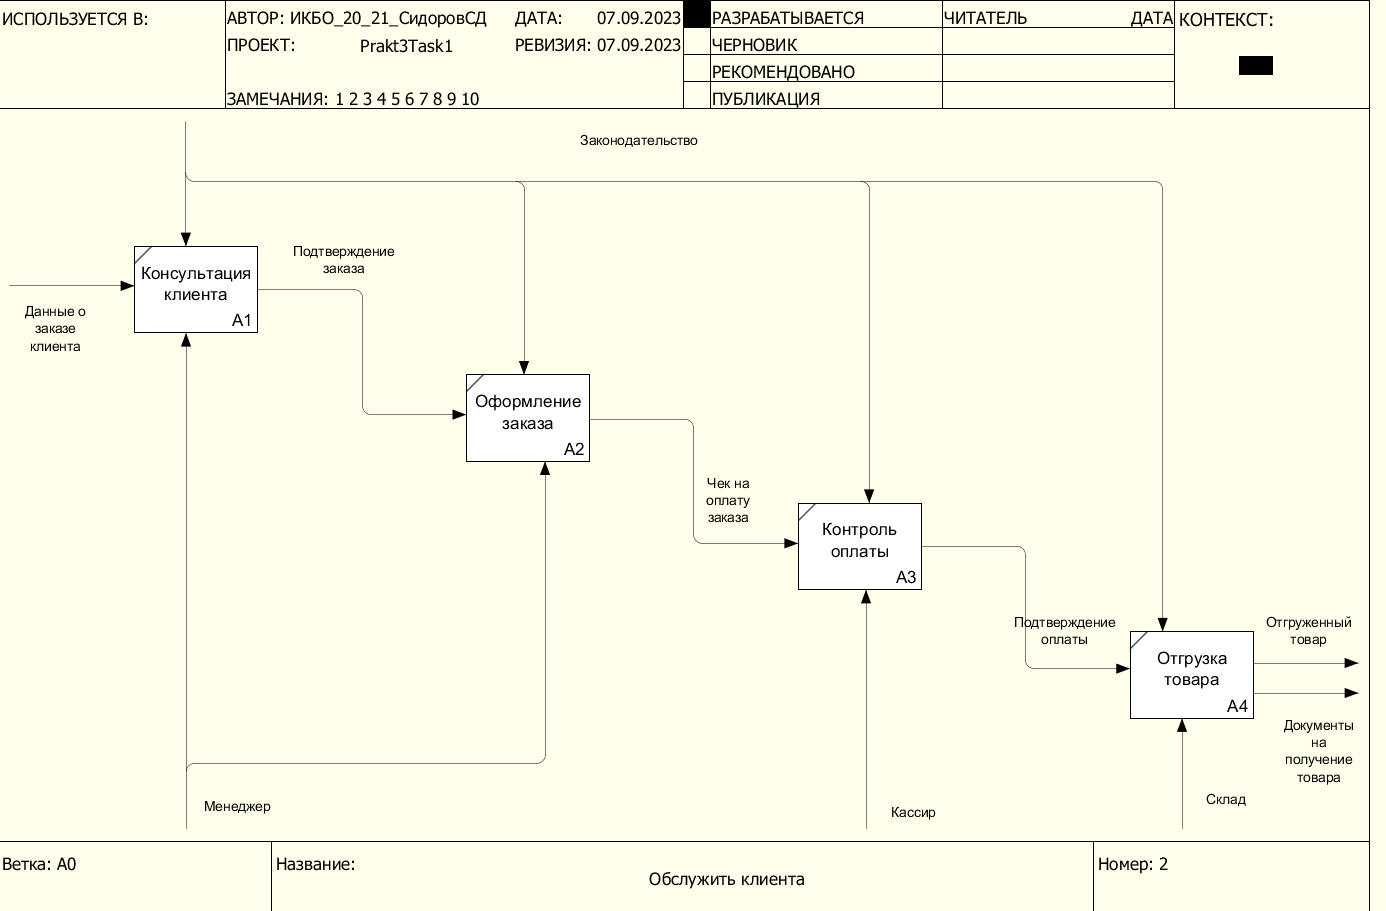 ИСПОЛЬЗУЕТСЯ В:
АВТОР: ИКБО_20_21_СидоровСД
ДАТА: 07.09.2023
ПРОЕКТ: Prakt3Task1
РЕВИЗИЯ: 07.09.2023
ЗАМЕЧАНИЯ: 1 2 3 4 5 6 7 8 9 10
РАЗРАБАТЫВАЕТСЯ
ЧЕРНОВИК
РЕКОМЕНДОВАНО
ПУБЛИКАЦИЯ
ЧИТАТЕЛЬ
ДАТА
КОНТЕКСТ:
Законодательство
Данные о
заказе
клиента
Консультация
клиента
A1
Подтверждение
заказа
Оформление
заказа
A2
Чек на
оплату
заказа
Контроль
оплаты
A3
Подтверждение
оплаты
Отгрузка
товара
A4
Отгруженный
товар
Документы
на
получение
товара
Менеджер
Кассир
Склад
Ветка: A0
Название:
Обслужить клиента
Номер: 2